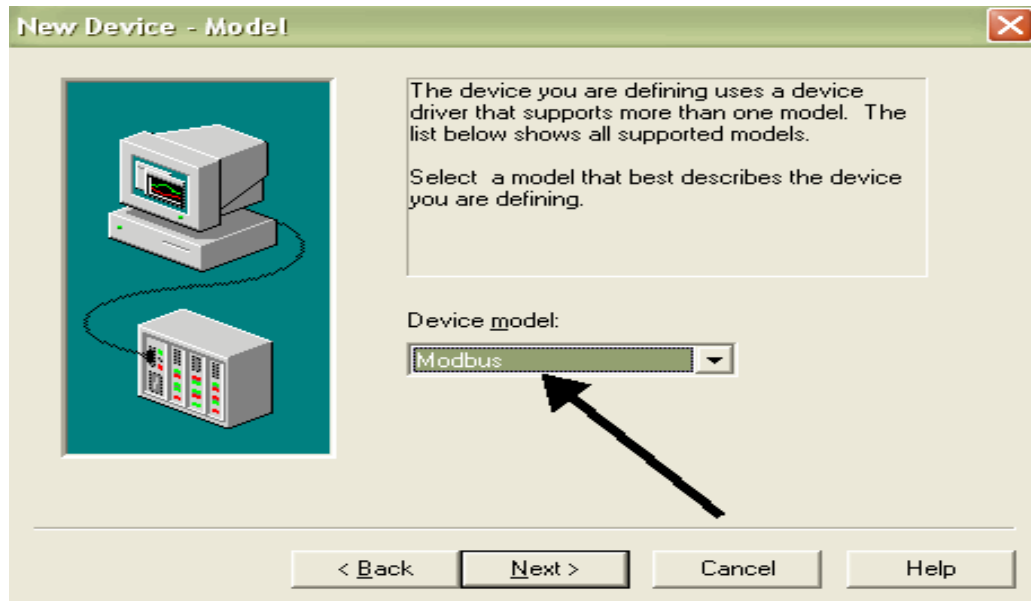 New Device - Model
The device you are defining uses a device
driver that supports more than one model. The
list below shows all supported models.
Select a model that best describes the device
you are defining.
Device model:
Modbus
< Back
Next >
Cancel
Help